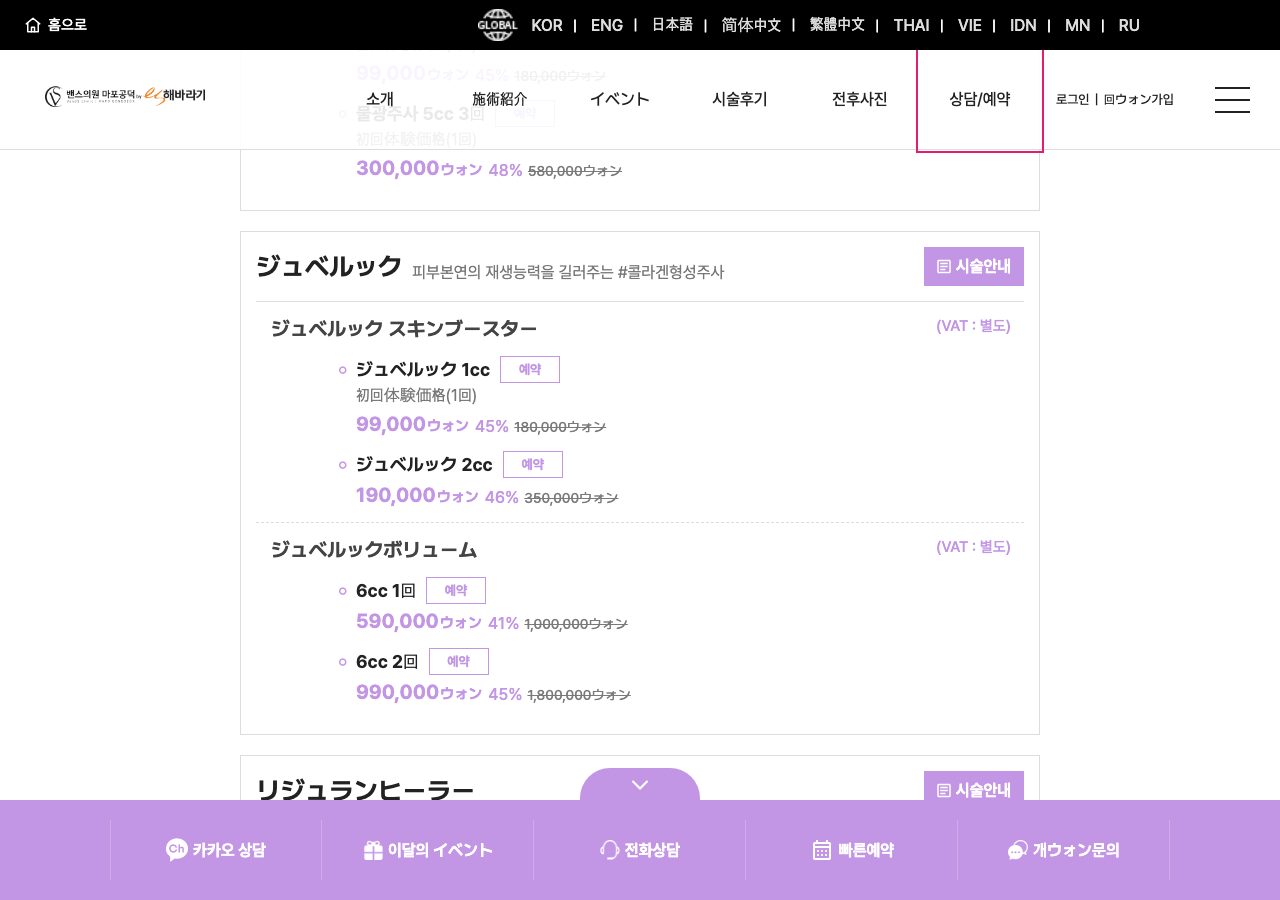 홈으로
GLOBAL KOR | ENG | 日本語 | 简体中文 | 繁體中文 | THAI | VIE | IDN | MN | RU
밴스의원 마포공덕 by 해바라기
소개 施術紹介 イベント 시술후기 전후사진 상담/예약 로그인 | 回ウォン가입
99,000ウォン 45% 180,000ウォン
물광주사 5cc 3回 예약
初回体験価格(1回)
300,000ウォン 48% 580,000ウォン
ジュベルック 피부본연의 재생능력을 길러주는 #콜라겐형성주사 시술안내
ジュベルック スキンブースター (VAT : 別도)
ジュベルック 1cc 예약
初回体験価格(1回)
99,000ウォン 45% 180,000ウォン
ジュベルック 2cc 예약
190,000ウォン 46% 350,000ウォン
ジュベルックボリューム (VAT : 別도)
6cc 1回 예약
590,000ウォン 41% 1,000,000ウォン
6cc 2回 예약
990,000ウォン 45% 1,800,000ウォン
リジュランヒーラー 시술안내
Ch 카카오 상담
이달의 イベント
전화상담
빠른예약
개ウォン문의